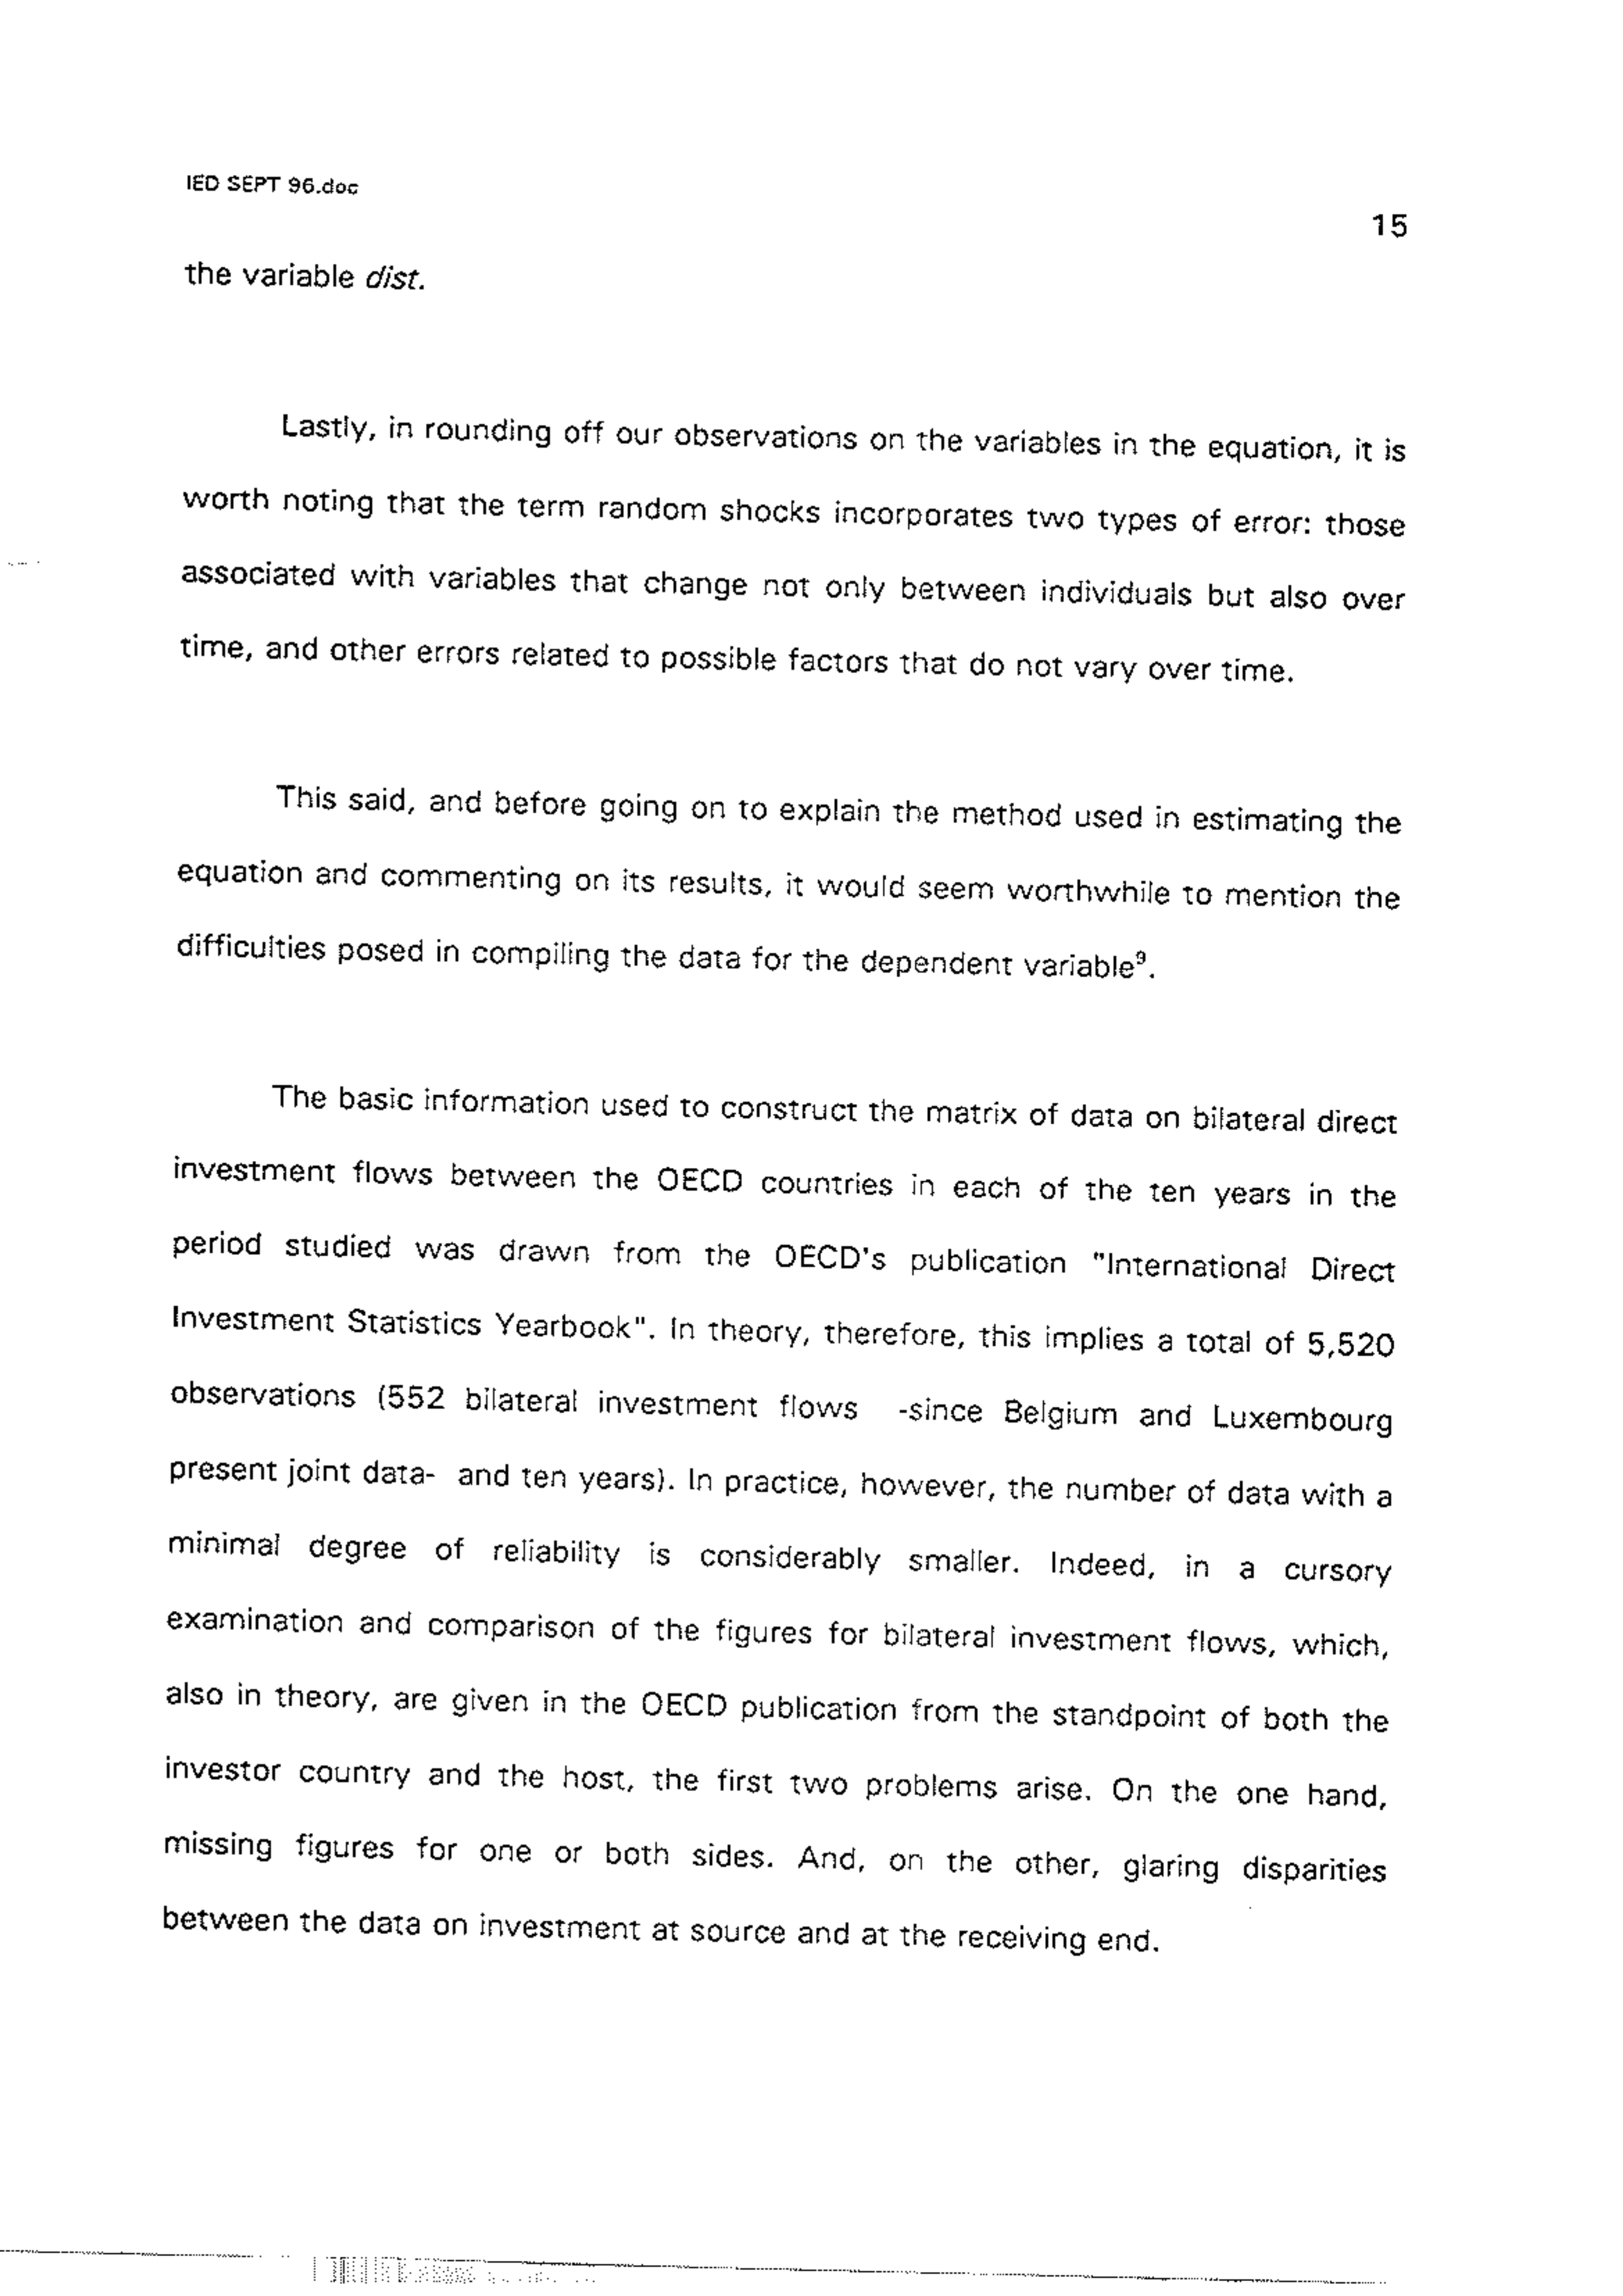 IED SEPT 96.doc
15
the variable dist.
Lastly, in rounding off our observations on the variables in the equation, it is
worth noting that the term random shocks incorporates two types of error: those
associated with variables that change not only between individuals but also over
time, and other errors related to possible factors that do not vary over time.
This said, and before going on to explain the method used in estimating the
equation and commenting on its results, it would seem worthwhile to mention the
difficulties posed in compiling the data for the dependent variable⁹.
The basic information used to construct the matrix of data on bilateral direct
investment flows between the OECD countries in each of the ten years in the
period studied was drawn from the OECD's publication "International Direct
Investment Statistics Yearbook". In theory, therefore, this implies a total of 5,520
observations (552 bilateral investment flows -since Belgium and Luxembourg
present joint data- and ten years). In practice, however, the number of data with a
minimal degree of reliability is considerably smaller. Indeed, in a cursory
examination and comparison of the figures for bilateral investment flows, which,
also in theory, are given in the OECD publication from the standpoint of both the
investor country and the host, the first two problems arise. On the one hand,
missing figures for one or both sides. And, on the other, glaring disparities
between the data on investment at source and at the receiving end.